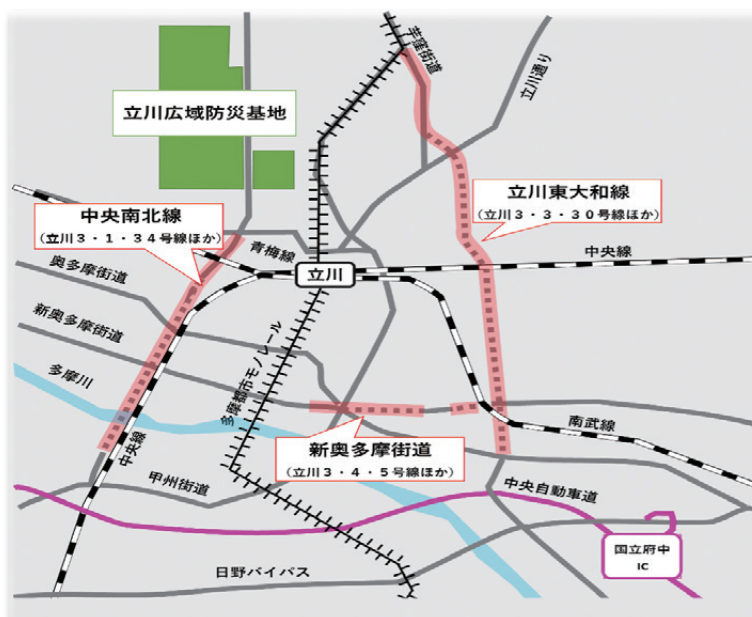 芋窪街道
立川通り
立川広域防災基地
中央南北線
(立川3・1・34号線ほか)
立川東大和線
(立川3・3・30号線ほか)
青梅線
中央線
立川
奥多摩街道
新奥多摩街道
多摩川
多摩都市モノレール
中央線
甲州街道
新奥多摩街道
(立川3・4・5号線ほか)
南武線
中央自動車道
国立府中
IC
日野バイパス